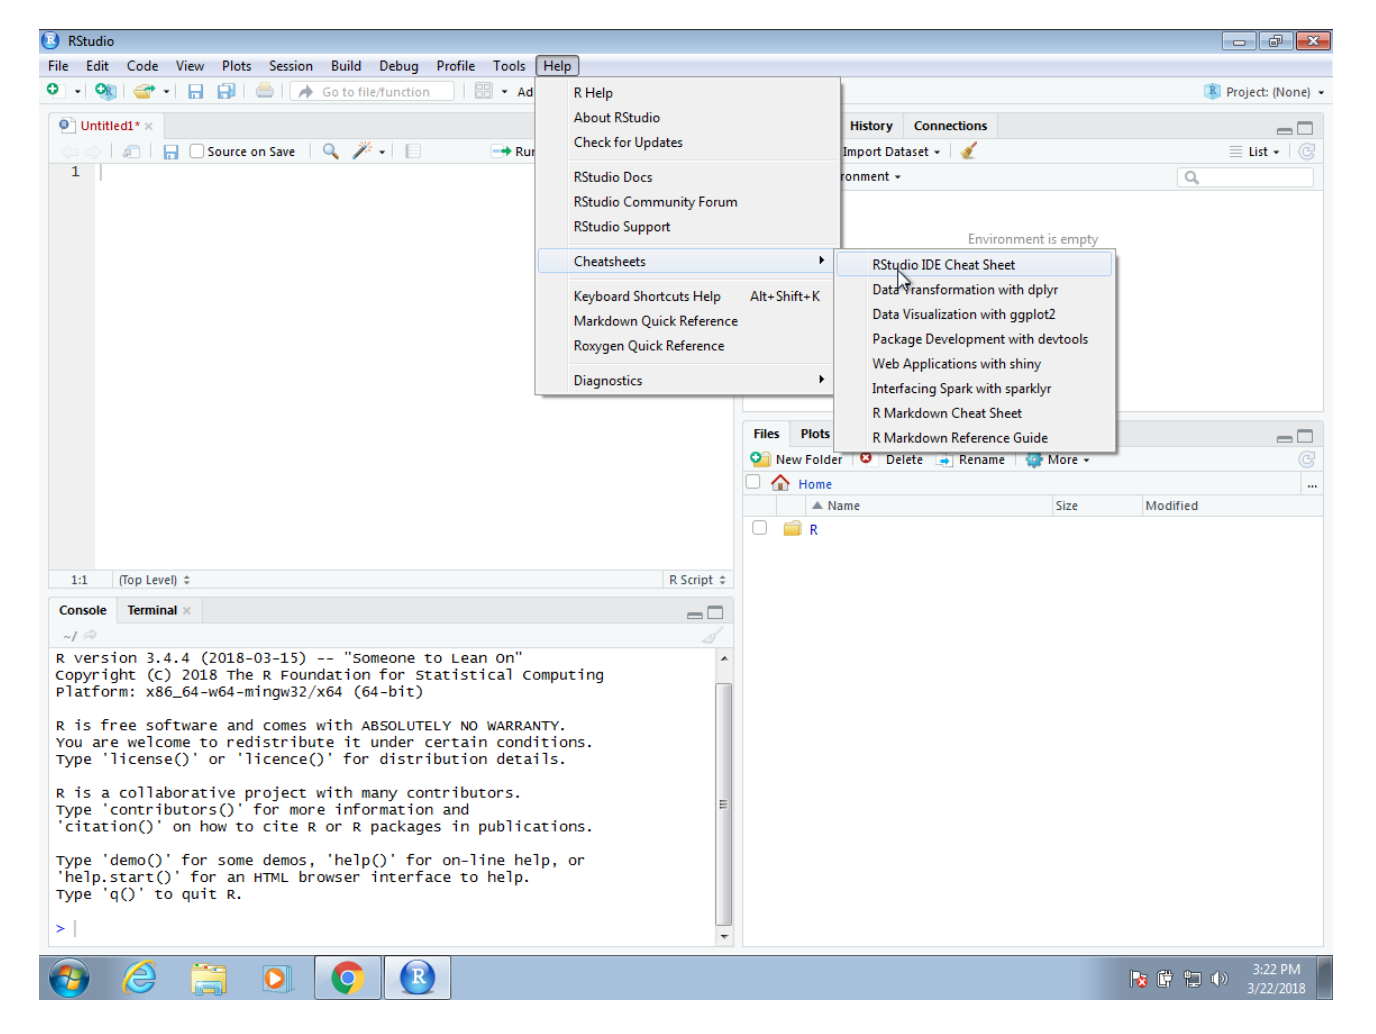 RStudio
File Edit Code View Plots Session Build Debug Profile Tools Help
Go to file/function Ad
Project: (None)
R Help
About RStudio
Check for Updates
RStudio Docs
RStudio Community Forum
RStudio Support
Cheatsheets
Keyboard Shortcuts Help Alt+Shift+K
Markdown Quick Reference
Roxygen Quick Reference
Diagnostics
RStudio IDE Cheat Sheet
Data Transformation with dplyr
Data Visualization with ggplot2
Package Development with devtools
Web Applications with shiny
Interfacing Spark with sparklyr
R Markdown Cheat Sheet
R Markdown Reference Guide
Untitled1*
Source on Save Run
1
1:1 (Top Level) R Script
History Connections
Import Dataset List
ronment
Environment is empty
Files Plots
New Folder Delete Rename More
Home ...
Name Size Modified
R
Console Terminal
~/
R version 3.4.4 (2018-03-15) -- "Someone to Lean On"
Copyright (C) 2018 The R Foundation for Statistical Computing
Platform: x86_64-w64-mingw32/x64 (64-bit)
R is free software and comes with ABSOLUTELY NO WARRANTY.
You are welcome to redistribute it under certain conditions.
Type 'license()' or 'licence()' for distribution details.
R is a collaborative project with many contributors.
Type 'contributors()' for more information and
'citation()' on how to cite R or R packages in publications.
Type 'demo()' for some demos, 'help()' for on-line help, or
'help.start()' for an HTML browser interface to help.
Type 'q()' to quit R.
>
R
3:22 PM
3/22/2018